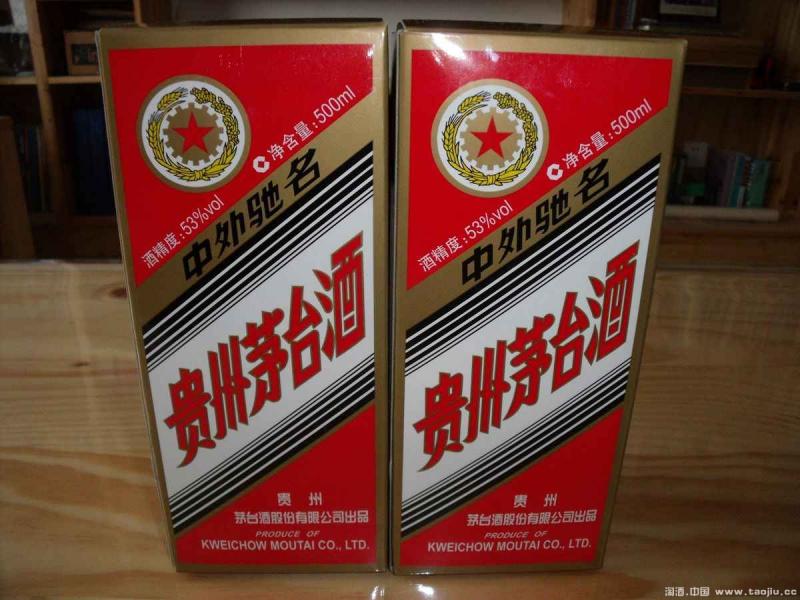 净含量:500ml
酒精度:53%vol
中外驰名
贵州茅台酒
贵州
茅台酒股份有限公司出品
PRODUCE OF
KWEICHOW MOUTAI CO., LTD.
净含量:500ml
酒精度:53%vol
中外驰名
贵州茅台酒
贵州
茅台酒股份有限公司出品
PRODUCE OF
KWEICHOW MOUTAI CO., LTD.
淘酒.中国 www.taojiu.cc